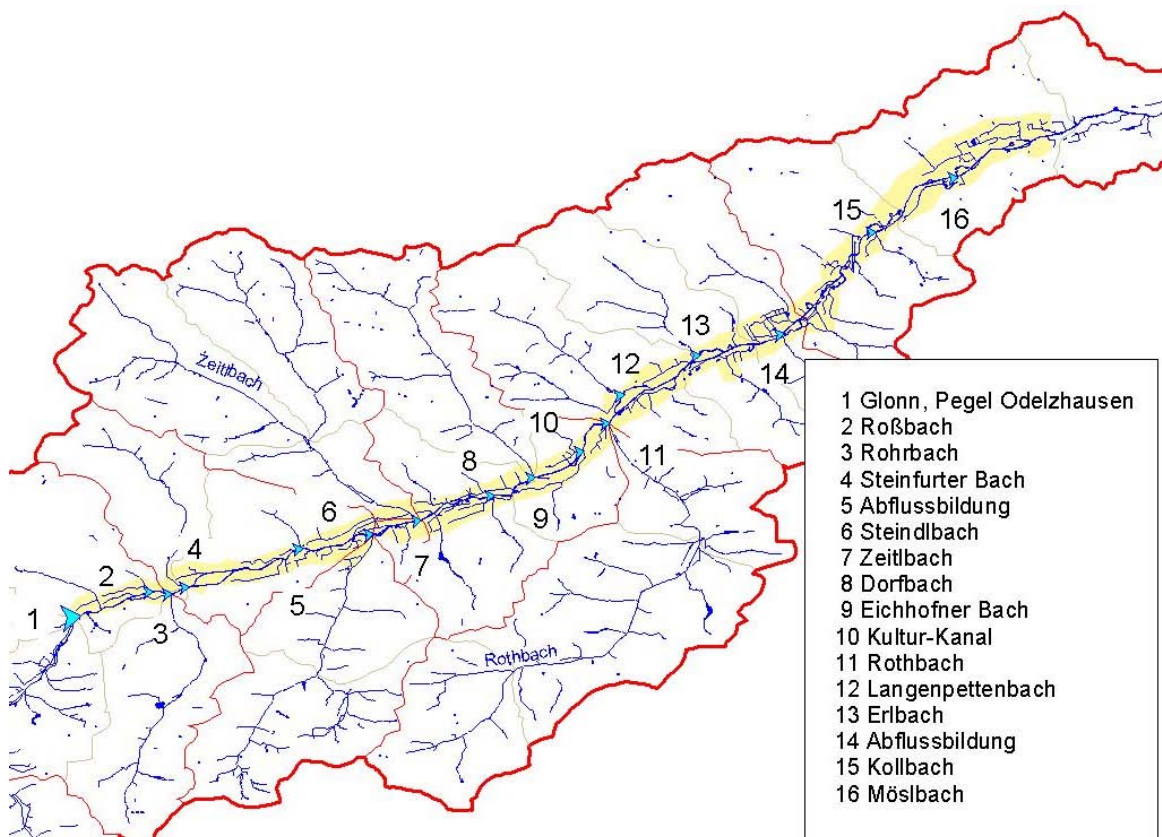 16
15
13
14
12
Zeitlbach
10
11
8
9
6
7
4
2
5
1
3
Rothbach
1 Glonn, Pegel Odelzhausen
2 Roßbach
3 Rohrbach
4 Steinfurter Bach
5 Abflussbildung
6 Steindlbach
7 Zeitlbach
8 Dorfbach
9 Eichhofner Bach
10 Kultur-Kanal
11 Rothbach
12 Langenpettenbach
13 Erlbach
14 Abflussbildung
15 Kollbach
16 Möslbach